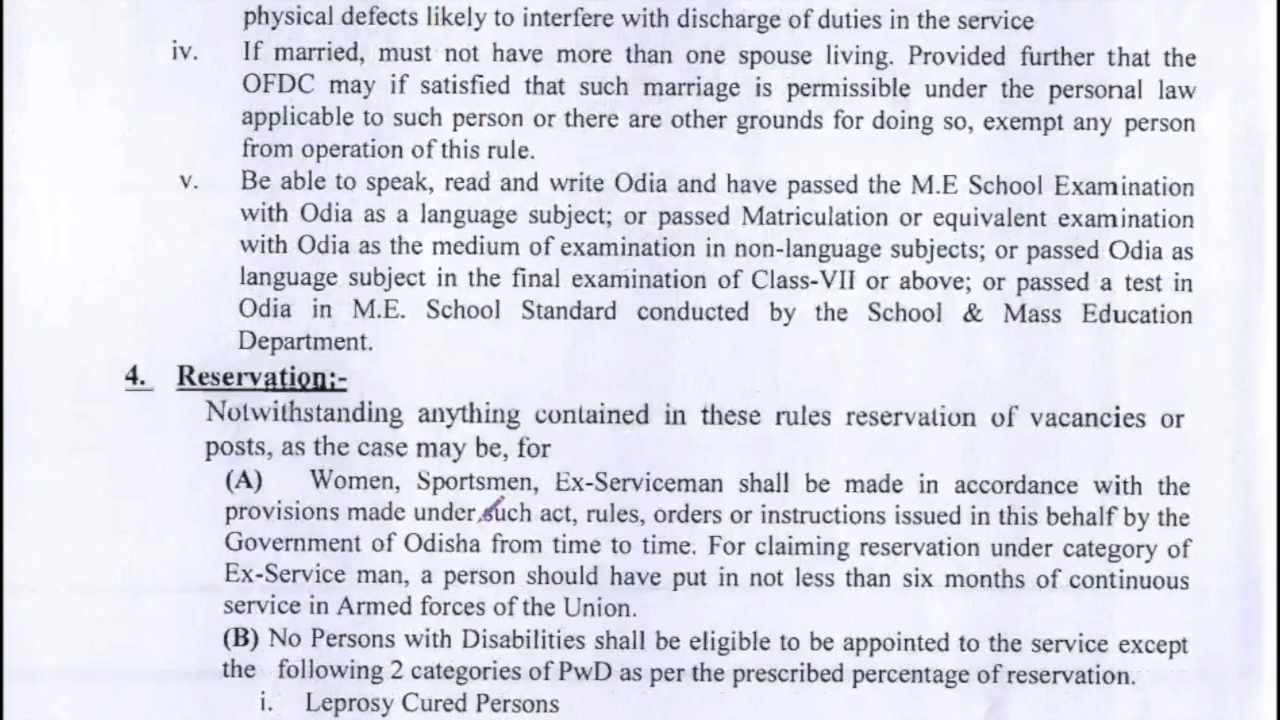 physical defects likely to interfere with discharge of duties in the service
iv. If married, must not have more than one spouse living. Provided further that the
OFDC may if satisfied that such marriage is permissible under the personal law
applicable to such person or there are other grounds for doing so, exempt any person
from operation of this rule.
v. Be able to speak, read and write Odia and have passed the M.E School Examination
with Odia as a language subject; or passed Matriculation or equivalent examination
with Odia as the medium of examination in non-language subjects; or passed Odia as
language subject in the final examination of Class-VII or above; or passed a test in
Odia in M.E. School Standard conducted by the School & Mass Education
Department.
4. Reservation:-
Notwithstanding anything contained in these rules reservation of vacancies or
posts, as the case may be, for
(A) Women, Sportsmen, Ex-Serviceman shall be made in accordance with the
provisions made under such act, rules, orders or instructions issued in this behalf by the
Government of Odisha from time to time. For claiming reservation under category of
Ex-Service man, a person should have put in not less than six months of continuous
service in Armed forces of the Union.
(B) No Persons with Disabilities shall be eligible to be appointed to the service except
the following 2 categories of PwD as per the prescribed percentage of reservation.
i. Leprosy Cured Persons